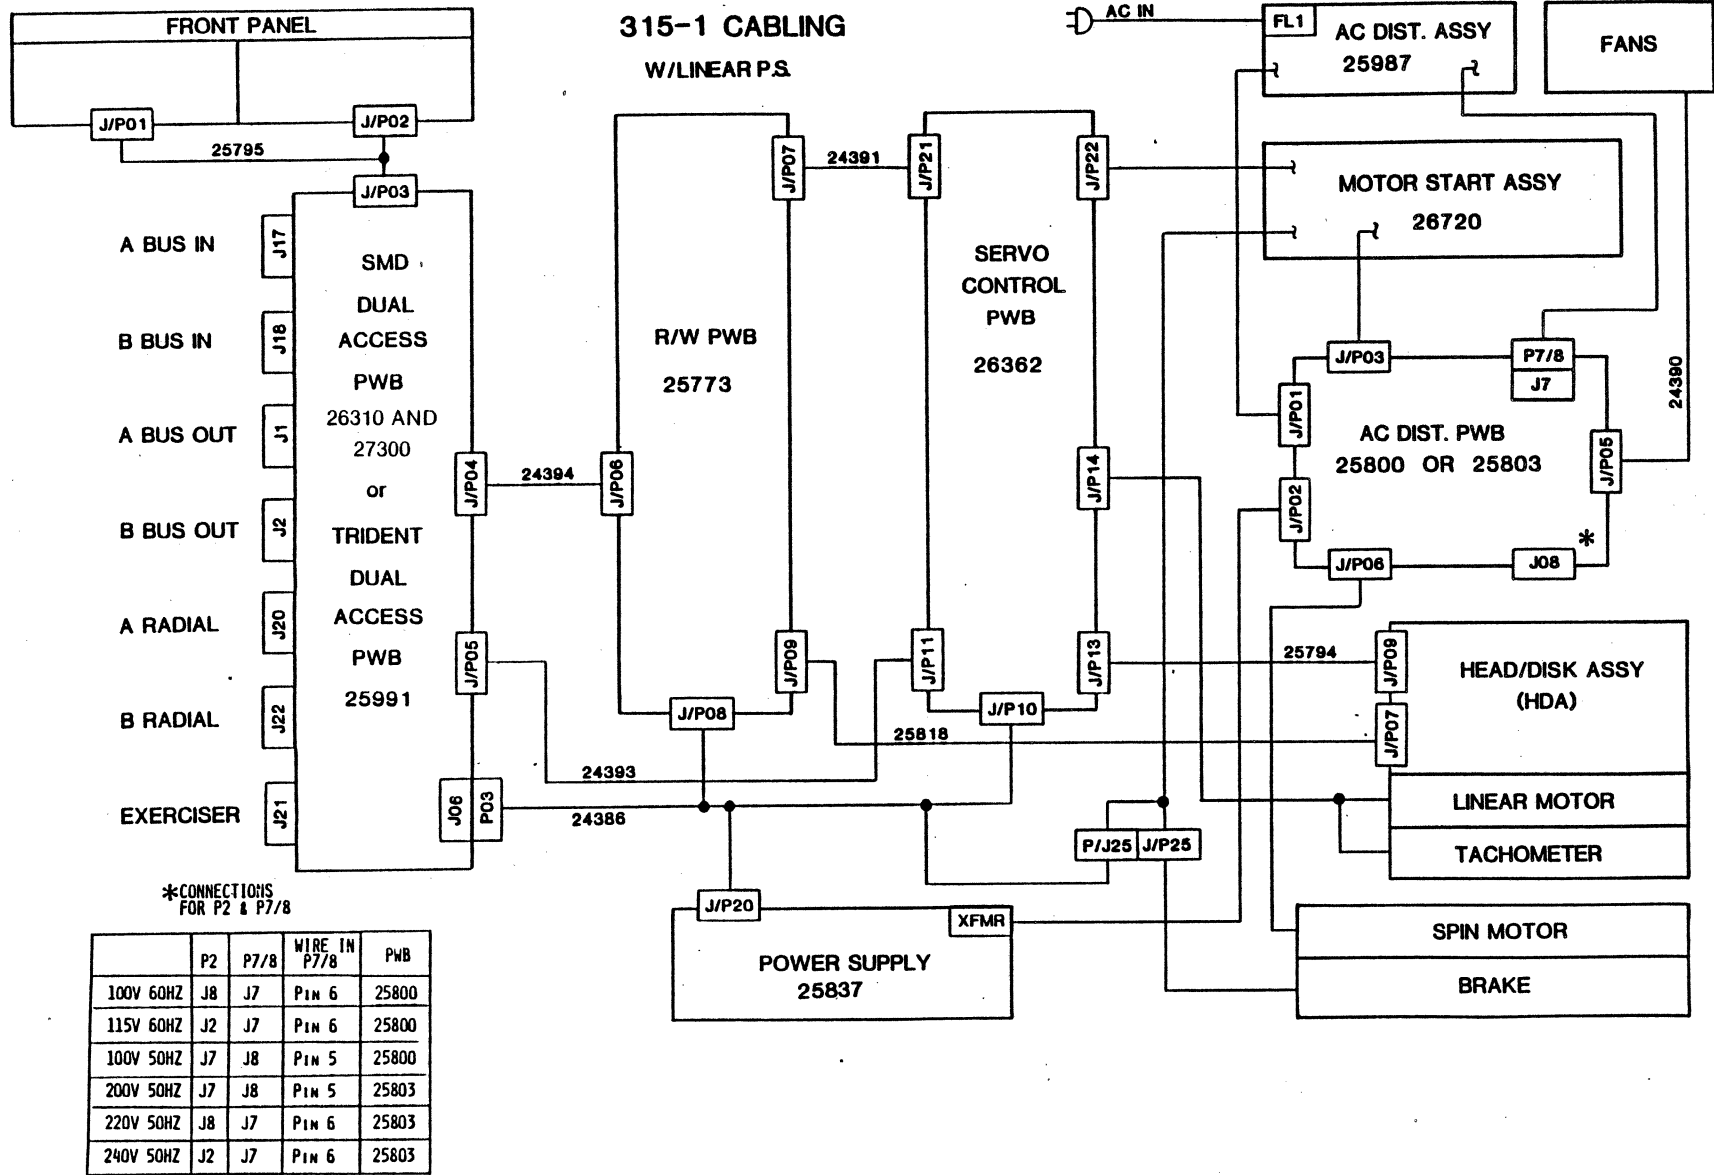 315-1 CABLING
W/LINEAR P.S.
FRONT PANEL
J/P01
J/P02
25795
J/P03
A BUS IN
J17
B BUS IN
J18
A BUS OUT
J1
B BUS OUT
J2
A RADIAL
J20
B RADIAL
J22
EXERCISER
J21
SMD
DUAL
ACCESS
PWB
26310 AND
27300
or
TRIDENT
DUAL
ACCESS
PWB
25991
J/P04
J/P05
J06
P03
24394
24393
24386
R/W PWB
25773
J/P06
J/P07
J/P08
J/P09
24391
25818
SERVO
CONTROL
PWB
26362
J/P21
J/P22
J/P14
J/P11
J/P13
J/P10
AC IN
FL1
AC DIST. ASSY
25987
FANS
MOTOR START ASSY
26720
24390
J/P03
P7/8
J7
J/P01
J/P02
AC DIST. PWB
25800 OR 25803
J/P05
*
J/P06
J08
25794
J/P09
J/P07
HEAD/DISK ASSY
(HDA)
LINEAR MOTOR
TACHOMETER
P/J25
J/P25
J/P20
XFMR
POWER SUPPLY
25837
SPIN MOTOR
BRAKE
*CONNECTIONS
FOR P2 & P7/8
P2 P7/8 WIRE IN P7/8 PWB
100V 60HZ J8 J7 PIN 6 25800
115V 60HZ J2 J7 PIN 6 25800
100V 50HZ J7 J8 PIN 5 25800
200V 50HZ J7 J8 PIN 5 25803
220V 50HZ J8 J7 PIN 6 25803
240V 50HZ J2 J7 PIN 6 25803